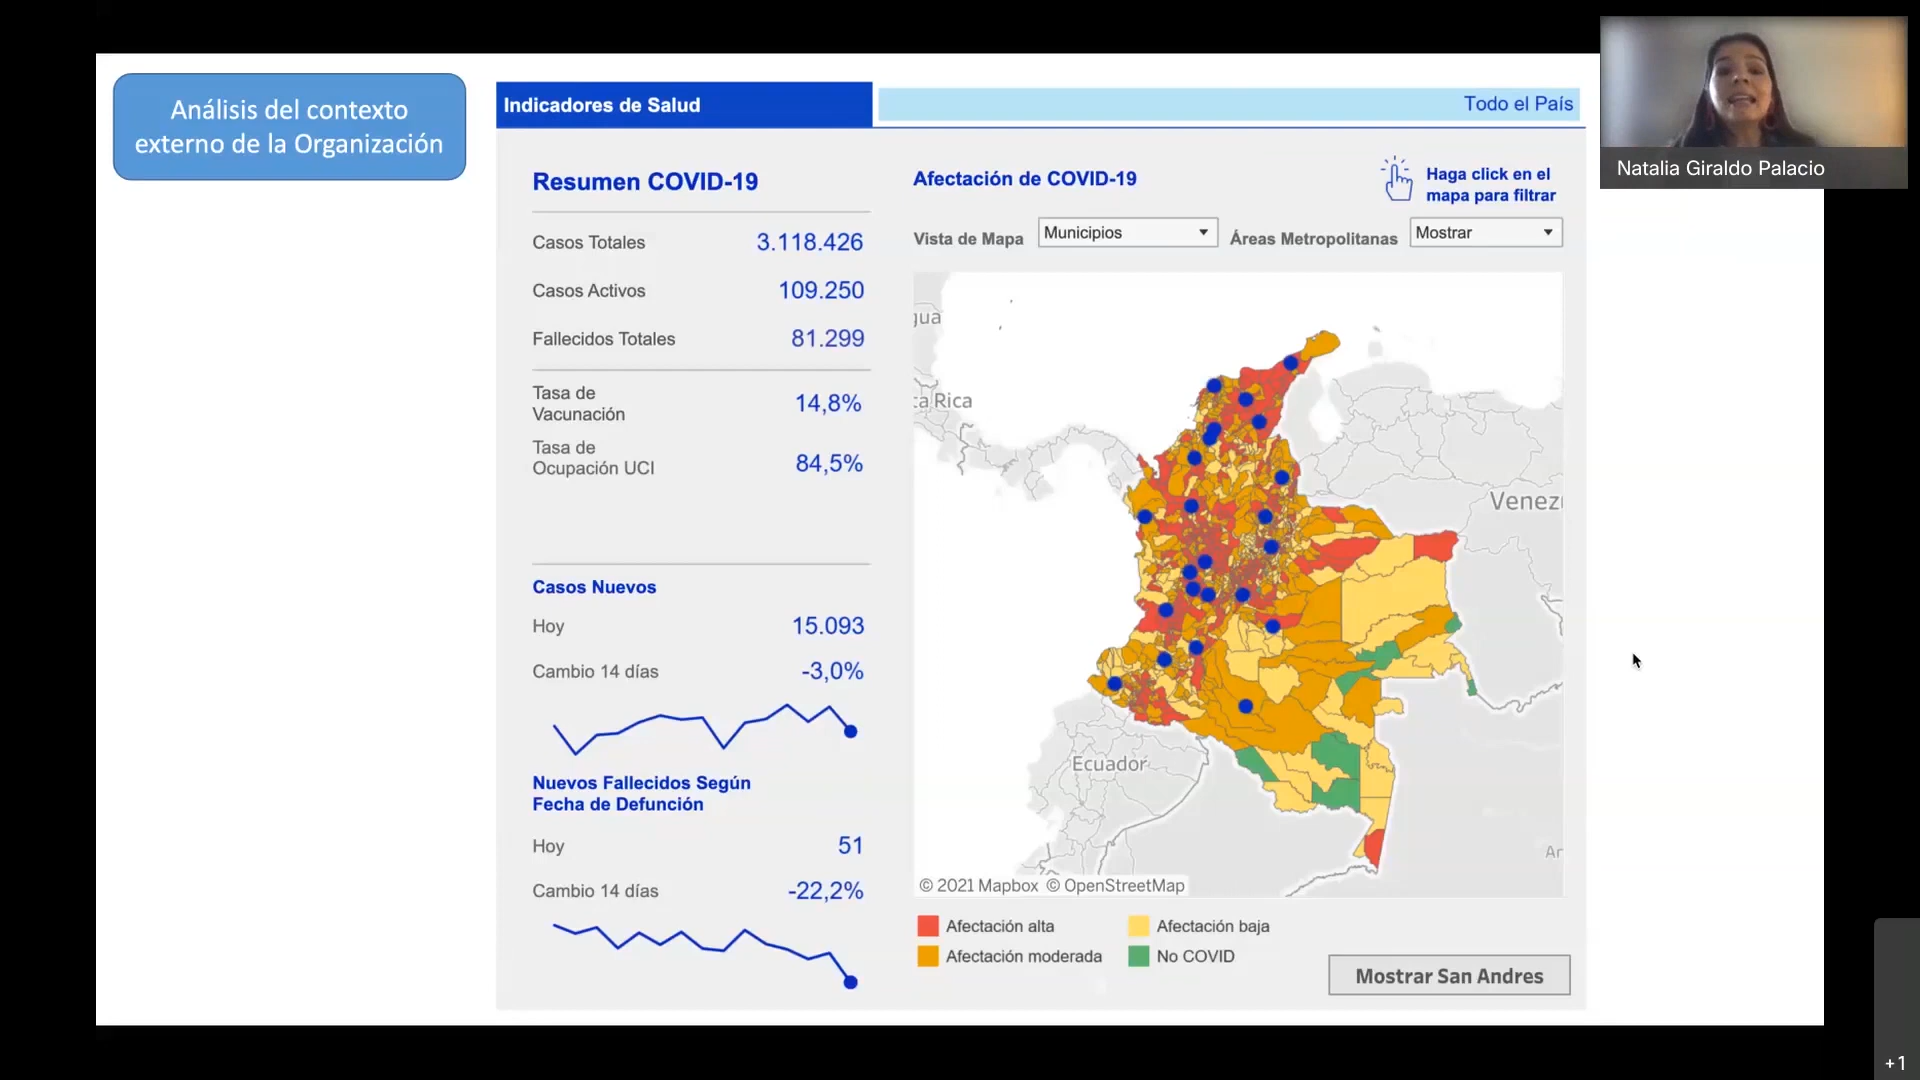 Análisis del contexto
externo de la Organización
Indicadores de Salud
Todo el País
Natalia Giraldo Palacio
Resumen COVID-19
Casos Totales 3.118.426
Casos Activos 109.250
Fallecidos Totales 81.299
Tasa de
Vacunación 14,8%
Tasa de
Ocupación UCI 84,5%
Casos Nuevos
Hoy 15.093
Cambio 14 días -3,0%
Nuevos Fallecidos Según
Fecha de Defunción
Hoy 51
Cambio 14 días -22,2%
Afectación de COVID-19
Haga click en el
mapa para filtrar
Vista de Mapa Municipios Áreas Metropolitanas Mostrar
gua
ta Rica
Venez
Ecuador
Ar
© 2021 Mapbox © OpenStreetMap
Afectación alta Afectación baja
Afectación moderada No COVID
Mostrar San Andres
+1